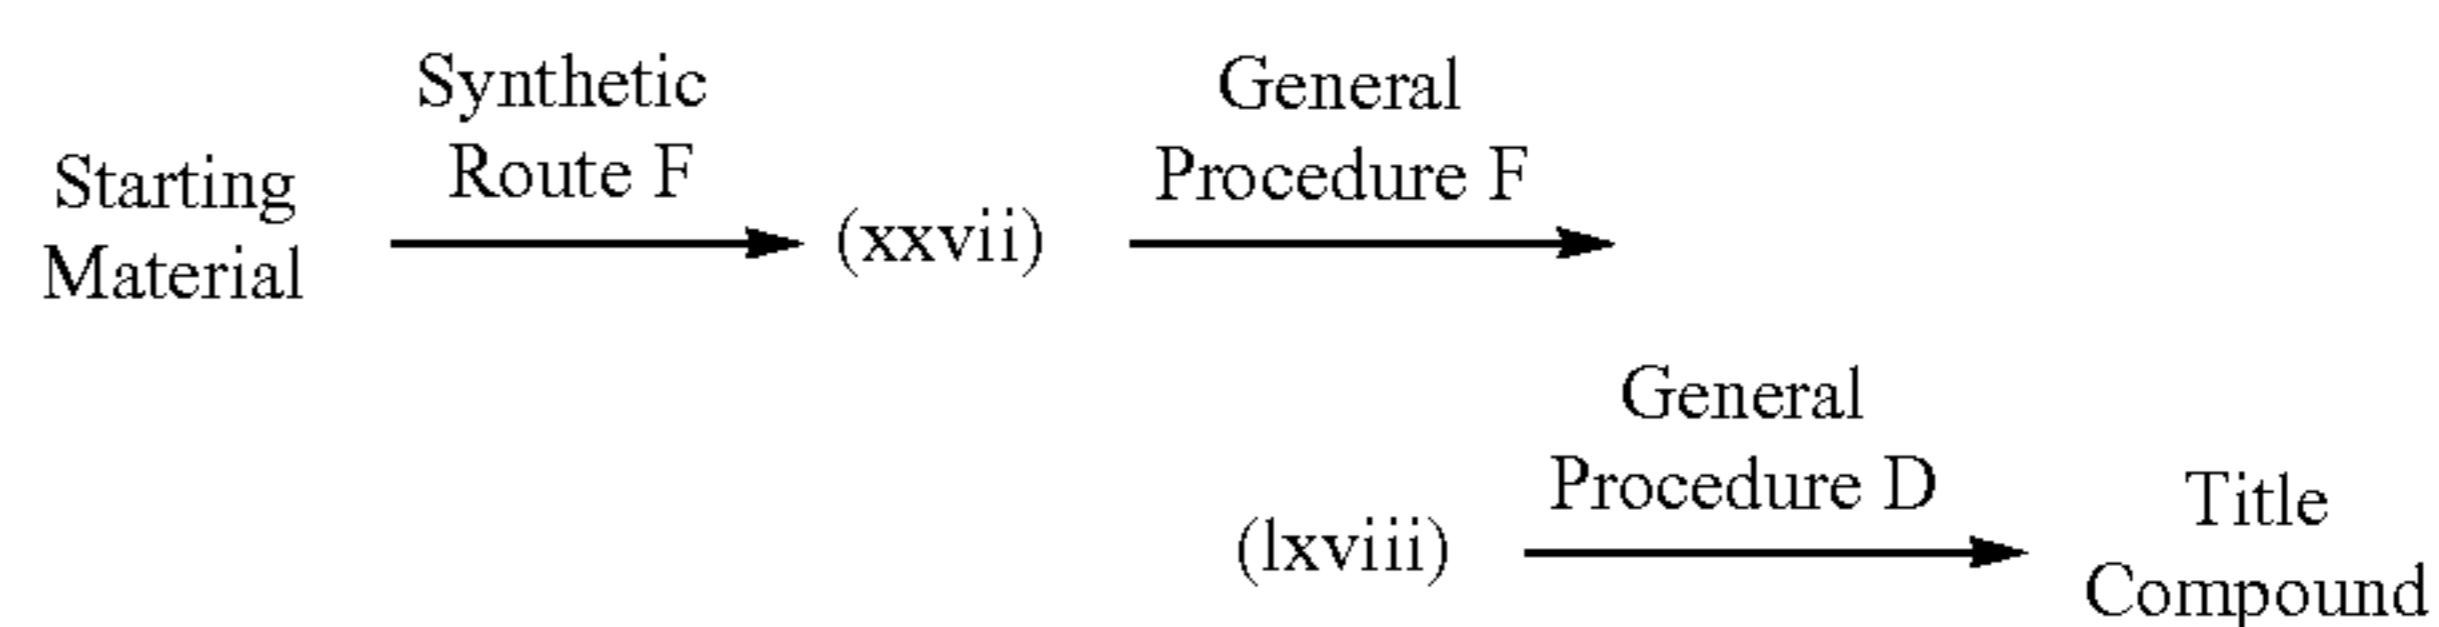 Starting
Material
Synthetic
Route F
(xxvii)
General
Procedure F
(lxviii)
General
Procedure D
Title
Compound